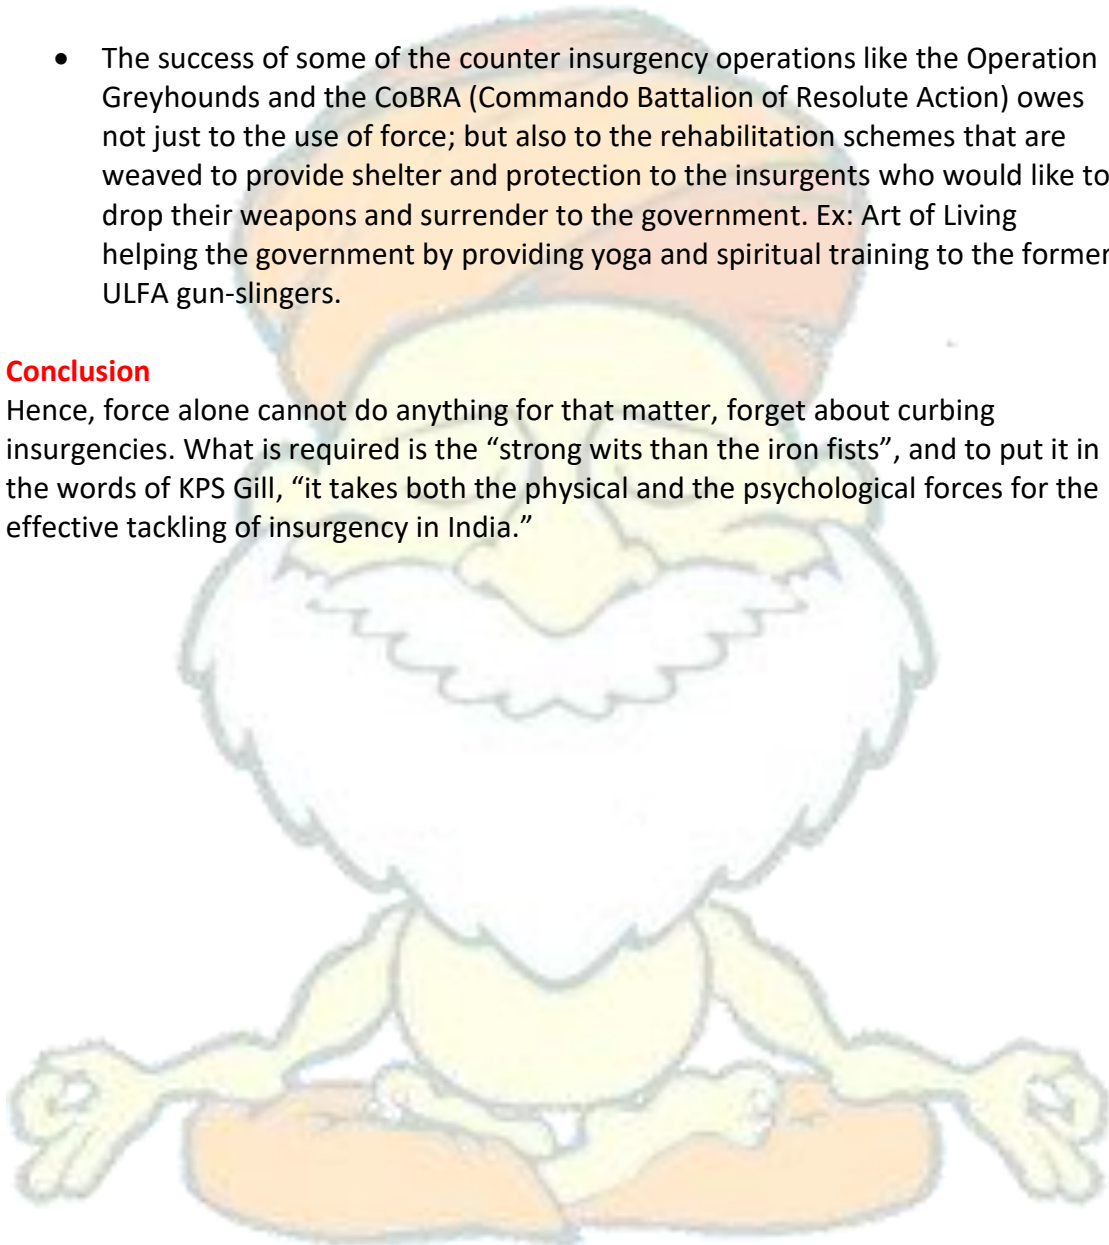 • The success of some of the counter insurgency operations like the Operation
Greyhounds and the CoBRA (Commando Battalion of Resolute Action) owes
not just to the use of force; but also to the rehabilitation schemes that are
weaved to provide shelter and protection to the insurgents who would like to
drop their weapons and surrender to the government. Ex: Art of Living
helping the government by providing yoga and spiritual training to the former
ULFA gun-slingers.
Conclusion
Hence, force alone cannot do anything for that matter, forget about curbing
insurgencies. What is required is the “strong wits than the iron fists”, and to put it in
the words of KPS Gill, “it takes both the physical and the psychological forces for the
effective tackling of insurgency in India.”